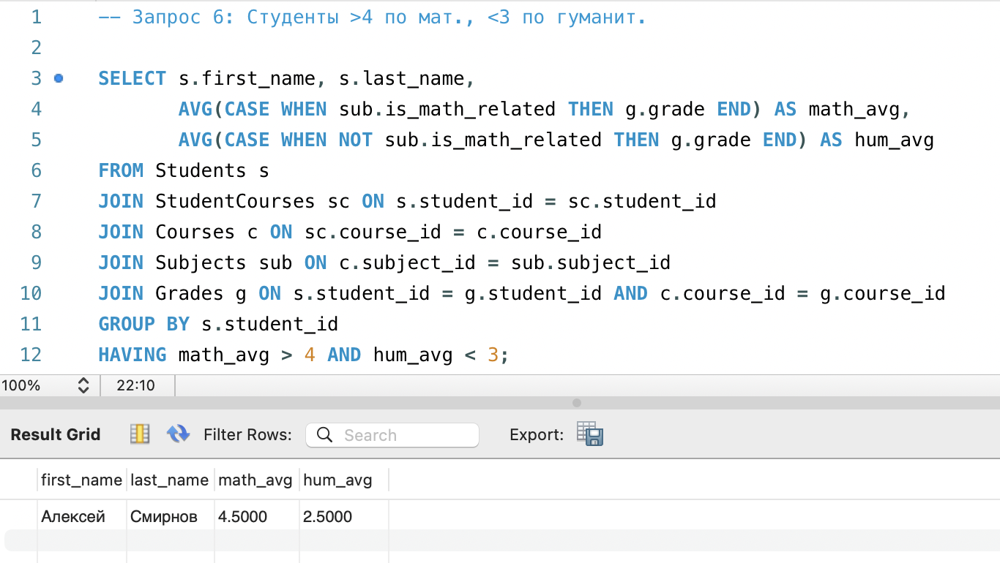 1 -- Запрос 6: Студенты >4 по мат., <3 по гуманит.
2
3 SELECT s.first_name, s.last_name,
4 AVG(CASE WHEN sub.is_math_related THEN g.grade END) AS math_avg,
5 AVG(CASE WHEN NOT sub.is_math_related THEN g.grade END) AS hum_avg
6 FROM Students s
7 JOIN StudentCourses sc ON s.student_id = sc.student_id
8 JOIN Courses c ON sc.course_id = c.course_id
9 JOIN Subjects sub ON c.subject_id = sub.subject_id
10 JOIN Grades g ON s.student_id = g.student_id AND c.course_id = g.course_id
11 GROUP BY s.student_id
12 HAVING math_avg > 4 AND hum_avg < 3;
100% 22:10
Result Grid Filter Rows: Search Export:
first_name last_name math_avg hum_avg
Алексей Смирнов 4.5000 2.5000